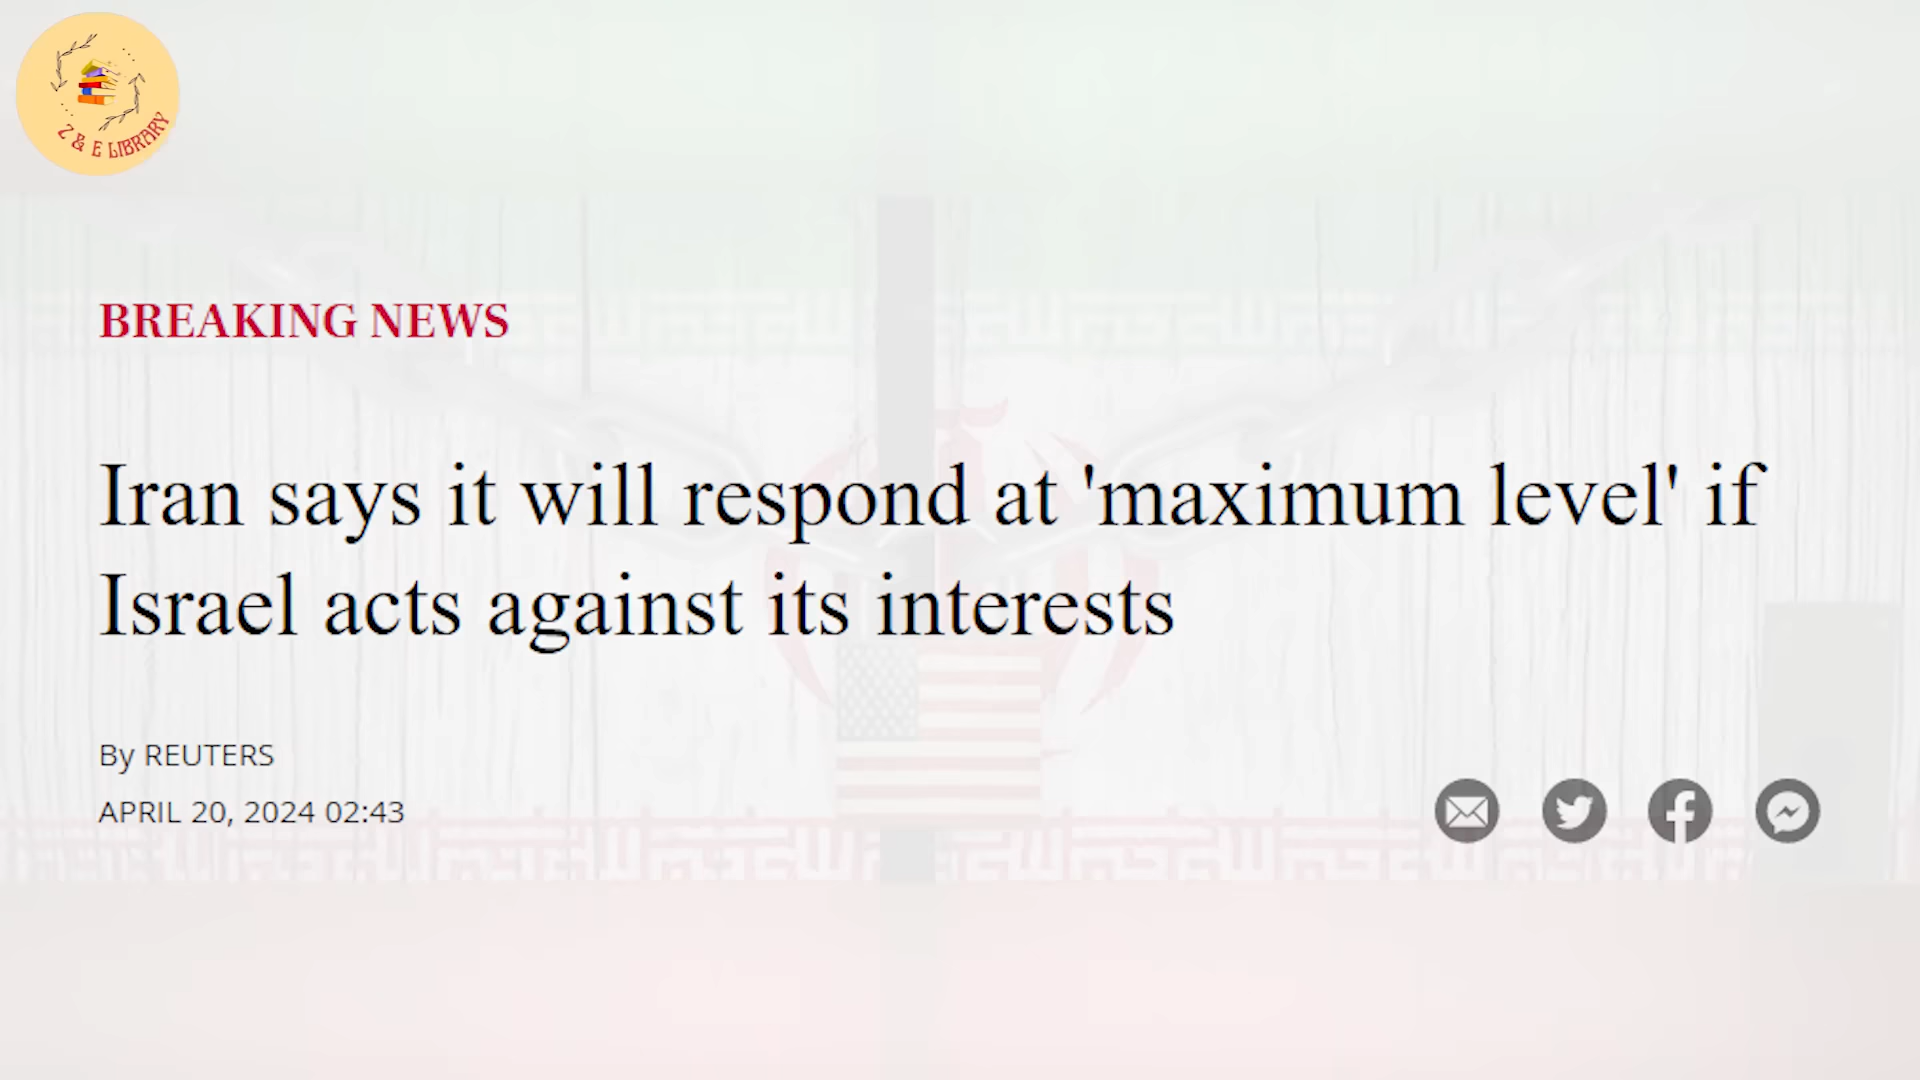 Z & E LIBRARY
BREAKING NEWS
Iran says it will respond at 'maximum level' if
Israel acts against its interests
By REUTERS
APRIL 20, 2024 02:43